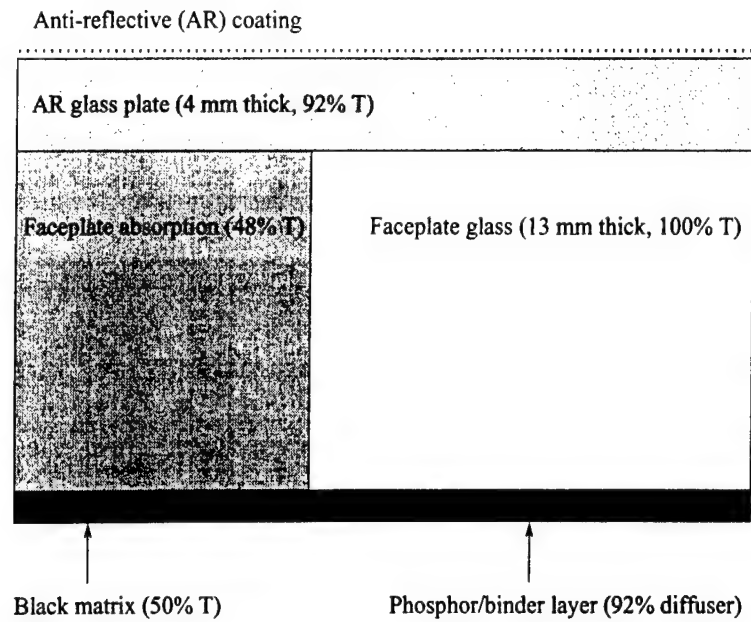 Anti-reflective (AR) coating
AR glass plate (4 mm thick, 92% T)
Faceplate absorption (48% T)
Faceplate glass (13 mm thick, 100% T)
Black matrix (50% T)
Phosphor/binder layer (92% diffuser)